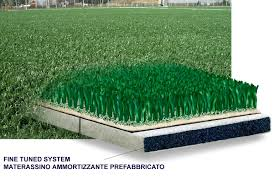 FINE TUNED SYSTEM
MATERASSINO AMMORTIZZANTE PREFABBRICATO